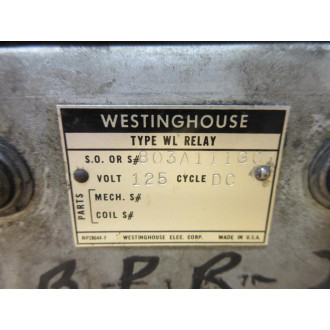 WESTINGHOUSE
TYPE WL RELAY
S.O. OR S#
VOLT 125 CYCLE DC
PARTS
MECH. S#
COIL S#
WESTINGHOUSE ELEC. CORP. MADE IN U.S.A.
B-P.R-